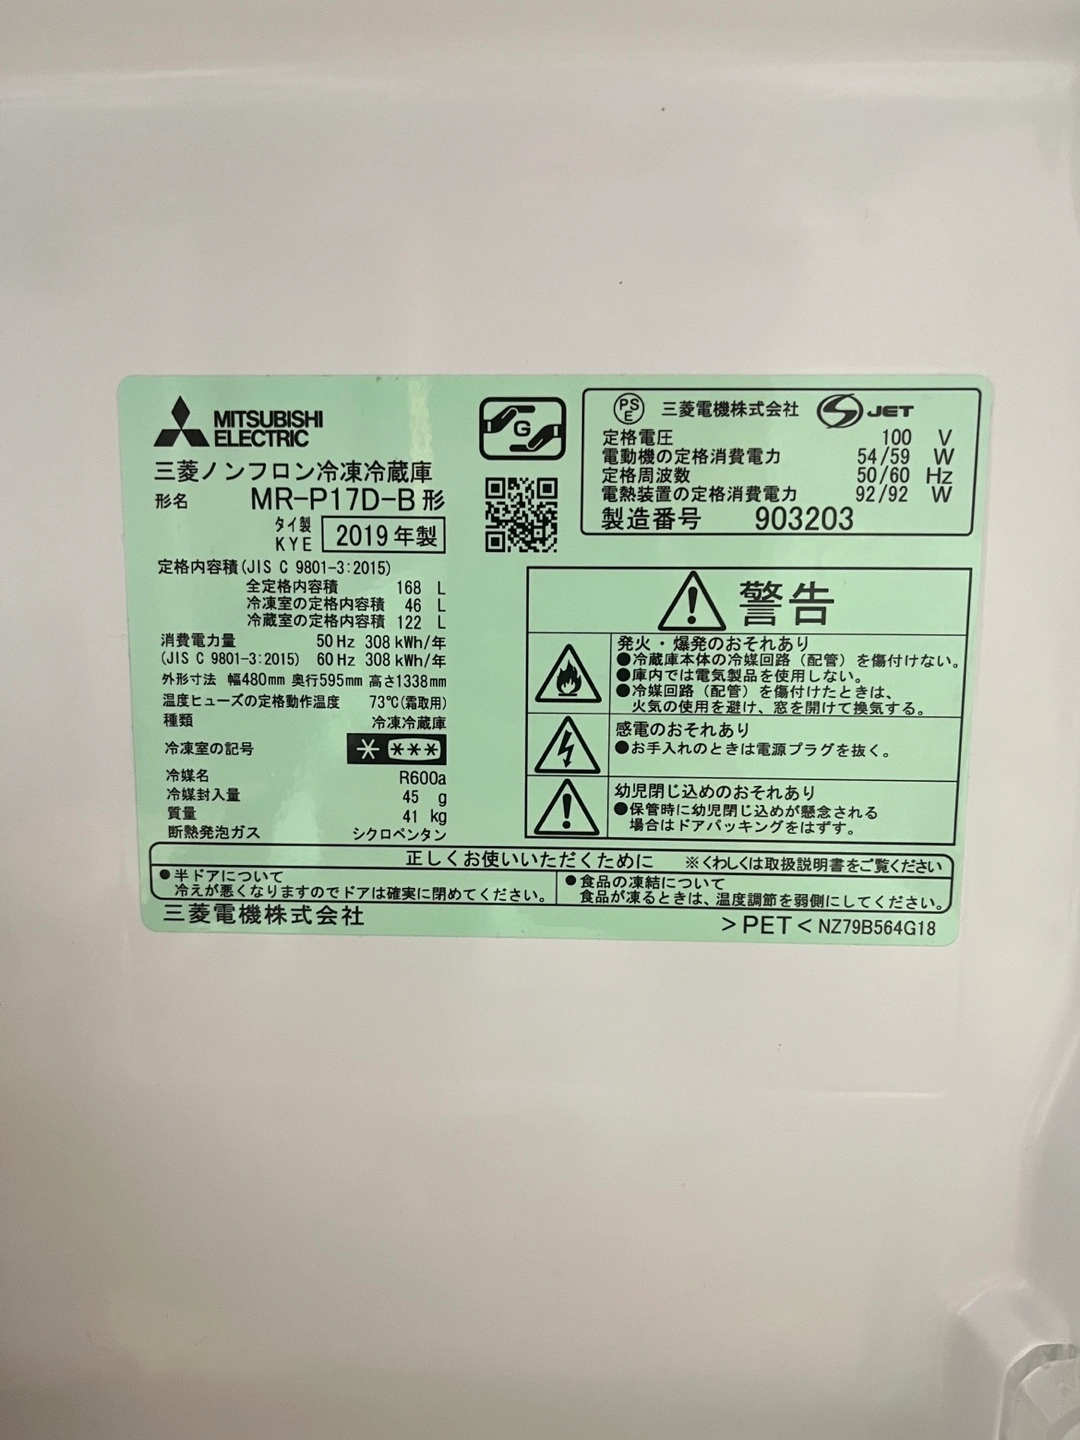 MITSUBISHI
ELECTRIC
三菱ノンフロン冷凍冷蔵庫
形名 MR-P17D-B形
タイ製
KYE 2019年製
定格内容積(JIS C 9801-3:2015)
全定格内容積 168 L
冷凍室の定格内容積 46 L
冷蔵室の定格内容積 122 L
消費電力量 50Hz 308kWh/年
(JIS C 9801-3:2015) 60Hz 308kWh/年
外形寸法 幅480mm 奥行595mm 高さ1338mm
温度ヒューズの定格動作温度 73℃(霜取用)
種類 冷凍冷蔵庫
冷凍室の記号 * ***
冷媒名 R600a
冷媒封入量 45 g
質量 41 kg
断熱発泡ガス シクロペンタン
G
PS
E 三菱電機株式会社 S JET
定格電圧 100 V
電動機の定格消費電力 54/59 W
定格周波数 50/60 Hz
電熱装置の定格消費電力 92/92 W
製造番号 903203
警告
発火・爆発のおそれあり
●冷蔵庫本体の冷媒回路(配管)を傷付けない。
●庫内では電気製品を使用しない。
●冷媒回路(配管)を傷付けたときは、
火気の使用を避け、窓を開けて換気する。
感電のおそれあり
●お手入れのときは電源プラグを抜く。
幼児閉じ込めのおそれあり
●保管時に幼児閉じ込めが懸念される
場合はドアパッキングをはずす。
正しくお使いいただくために ※くわしくは取扱説明書をご覧ください
●半ドアについて
冷えが悪くなりますのでドアは確実に閉めてください。
●食品の凍結について
食品が凍るときは、温度調節を弱側にしてください。
三菱電機株式会社
>PET< NZ79B564G18